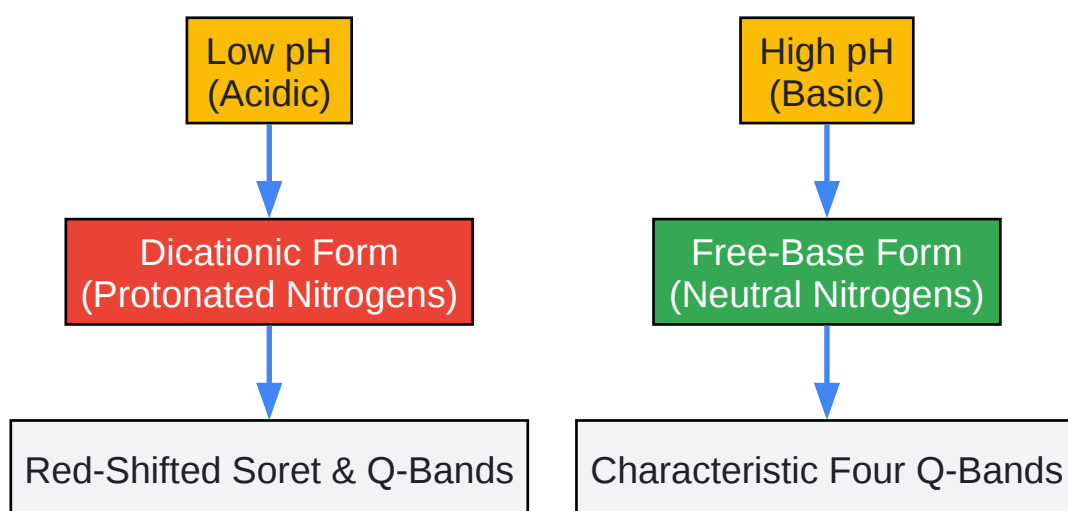 Low pH
(Acidic)
High pH
(Basic)
Dicationic Form
(Protonated Nitrogens)
Free-Base Form
(Neutral Nitrogens)
Red-Shifted Soret & Q-Bands
Characteristic Four Q-Bands